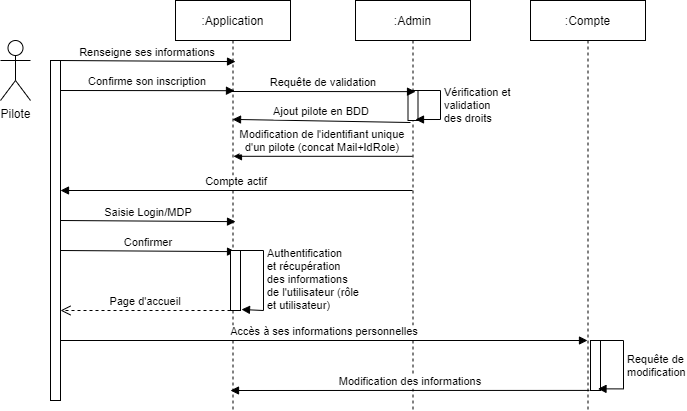 :Application
:Admin
:Compte
Pilote
Renseigne ses informations
Confirme son inscription
Requête de validation
Vérification et
validation
des droits
Ajout pilote en BDD
Modification de l'identifiant unique
d'un pilote (concat Mail+IdRole)
Compte actif
Saisie Login/MDP
Confirmer
Authentification
et récupération
des informations
de l'utilisateur (rôle
et utilisateur)
Page d'accueil
Accès à ses informations personnelles
Requête de
modification
Modification des informations